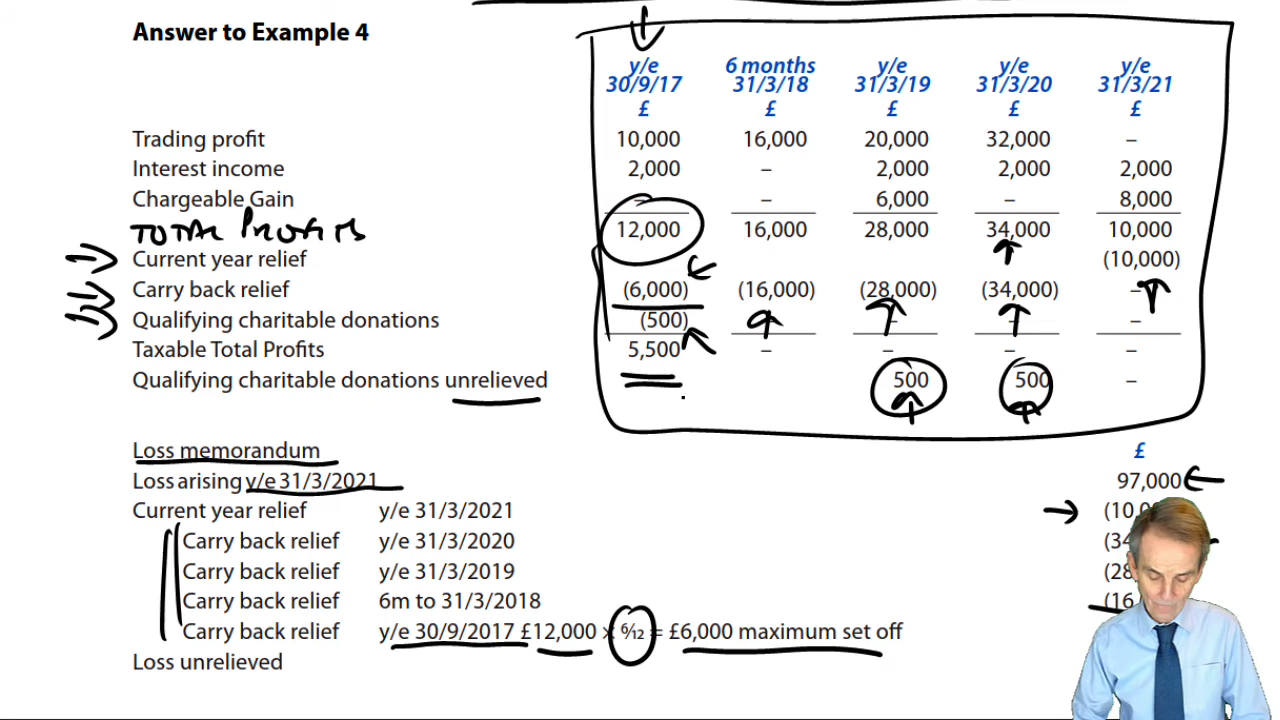 Answer to Example 4
y/e 6 months y/e y/e y/e
30/9/17 31/3/18 31/3/19 31/3/20 31/3/21
£ £ £ £ £
Trading profit 10,000 16,000 20,000 32,000 –
Interest income 2,000 – 2,000 2,000 2,000
Chargeable Gain – – 6,000 – 8,000
TOTAL PROFITS 12,000 16,000 28,000 34,000 10,000
Current year relief (10,000)
Carry back relief (6,000) (16,000) (28,000) (34,000) –
Qualifying charitable donations (500) – – – –
Taxable Total Profits 5,500 – – – –
Qualifying charitable donations unrelieved 500 500 –
Loss memorandum £
Loss arising y/e 31/3/2021 97,000
Current year relief y/e 31/3/2021 (10,
Carry back relief y/e 31/3/2020 (34
Carry back relief y/e 31/3/2019 (28
Carry back relief 6m to 31/3/2018 (16
Carry back relief y/e 30/9/2017 £12,000 × 6/12 = £6,000 maximum set off
Loss unrelieved